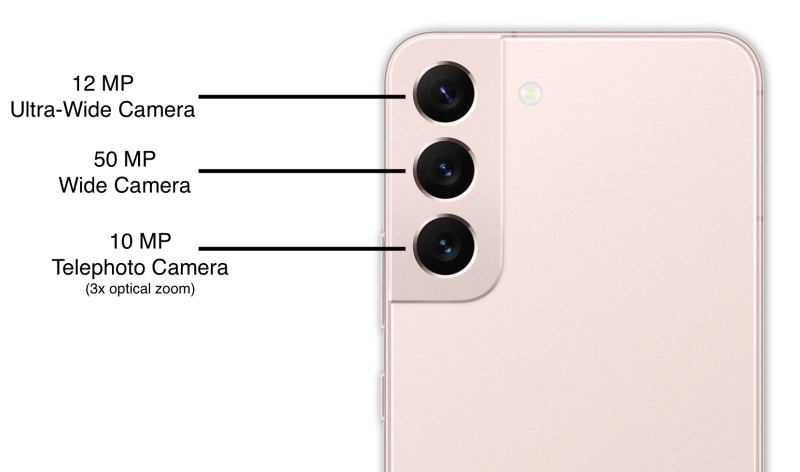 12 MP
Ultra-Wide Camera
50 MP
Wide Camera
10 MP
Telephoto Camera
(3x optical zoom)